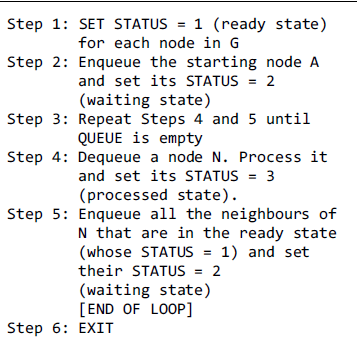 Step 1: SET STATUS = 1 (ready state)
for each node in G
Step 2: Enqueue the starting node A
and set its STATUS = 2
(waiting state)
Step 3: Repeat Steps 4 and 5 until
QUEUE is empty
Step 4: Dequeue a node N. Process it
and set its STATUS = 3
(processed state).
Step 5: Enqueue all the neighbours of
N that are in the ready state
(whose STATUS = 1) and set
their STATUS = 2
(waiting state)
[END OF LOOP]
Step 6: EXIT